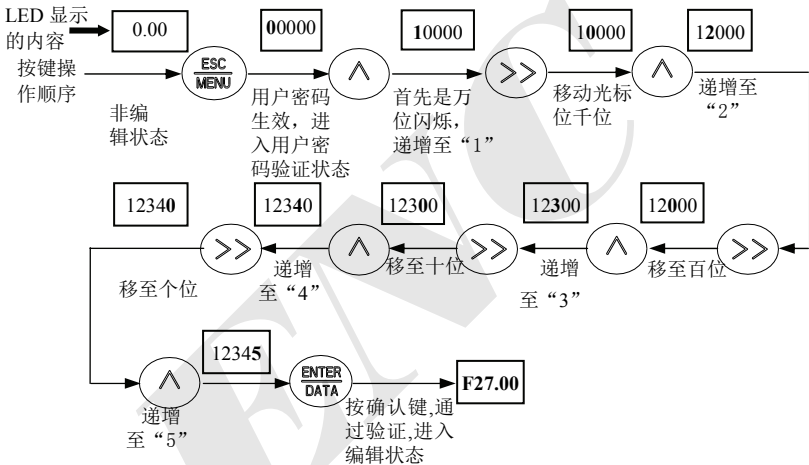 LED 显示
的内容
按键操
作顺序
0.00
非编
辑状态
ESC
MENU
00000
用户密码
生效，进
入用户密
码验证状态
∧
10000
首先是万
位闪烁，
递增至“1”
>>
10000
移动光标
位千位
∧
12000
递增至
“2”
>>
12000
移至百位
∧
12300
递增
至“3”
>>
12300
移至十位
∧
12340
递增
至“4”
>>
12340
移至个位
∧
递增
至“5”
12345
ENTER
DATA
按确认键,通
过验证,进入
编辑状态
F27.00
ENC